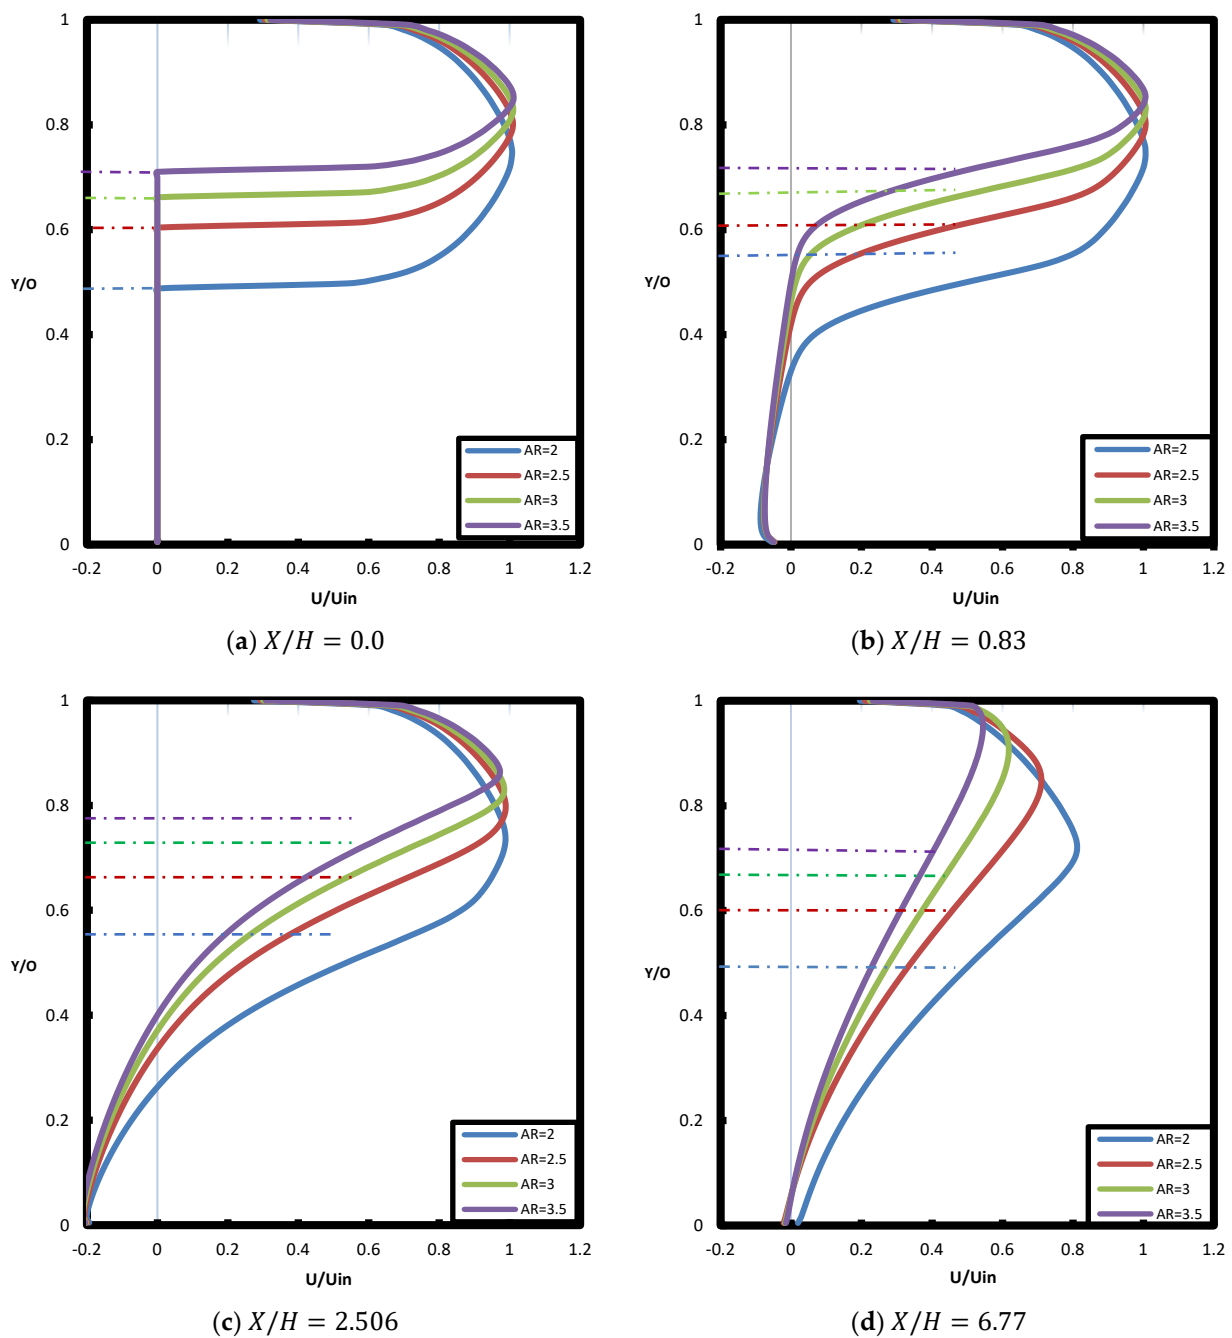 1
0.8
0.6
Y/O
0.4
0.2
0
-0.2 0 0.2 0.4 0.6 0.8 1 1.2
U/Uin
AR=2
AR=2.5
AR=3
AR=3.5
(a) X/H = 0.0
1
0.8
0.6
Y/O
0.4
0.2
0
-0.2 0 0.2 0.4 0.6 0.8 1 1.2
U/Uin
AR=2
AR=2.5
AR=3
AR=3.5
(b) X/H = 0.83
1
0.8
0.6
Y/O
0.4
0.2
0
-0.2 0 0.2 0.4 0.6 0.8 1 1.2
U/Uin
AR=2
AR=2.5
AR=3
AR=3.5
(c) X/H = 2.506
1
0.8
0.6
Y/O
0.4
0.2
0
-0.2 0 0.2 0.4 0.6 0.8 1 1.2
U/Uin
AR=2
AR=2.5
AR=3
AR=3.5
(d) X/H = 6.77